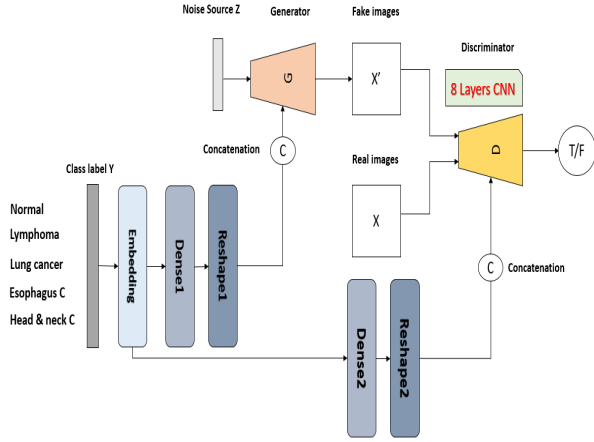 Noise Source Z
Generator
Fake images
Discriminator
G
X'
8 Layers CNN
Concatenation
C
D
T/F
Class label Y
Real images
Normal
Lymphoma
Lung cancer
Esophagus C
Head & neck C
Embedding
Dense1
Reshape1
X
C
Concatenation
Dense2
Reshape2